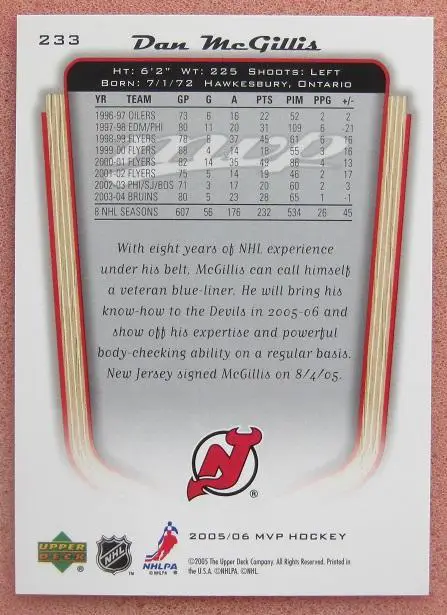 233
Dan McGillis
HT: 6'2" WT: 225 SHOOTS: LEFT
BORN: 7/1/72 HAWKESBURY, ONTARIO
YR TEAM GP G A PTS PIM PPG +/-
1996-97 OILERS 73 6 16 22 52 2 2
1997-98 EDM/PHI 80 11 20 31 109 6 -21
1998-99 FLYERS 78 8 37 45 61 6 16
1999-00 FLYERS 68 4 14 18 55 3 16
2000-01 FLYERS 82 14 35 49 86 4 13
2001-02 FLYERS 75 5 14 19 46 2 17
2002-03 PHI/SJ/BOS 71 3 17 20 60 2 3
2003-04 BRUINS 80 5 23 28 65 1 -1
8 NHL SEASONS 607 56 176 232 534 26 45
mvp
With eight years of NHL experience
under his belt, McGillis can call himself
a veteran blue-liner. He will bring his
know-how to the Devils in 2005-06 and
show off his expertise and powerful
body-checking ability on a regular basis.
New Jersey signed McGillis on 8/4/05.
®
2005/06 MVP HOCKEY
UPPER DECK
NHL
NHLPA
©NHLPA
©2005 The Upper Deck Company. All Rights Reserved. Printed in
the U.S.A. ©NHLPA. ©NHL.